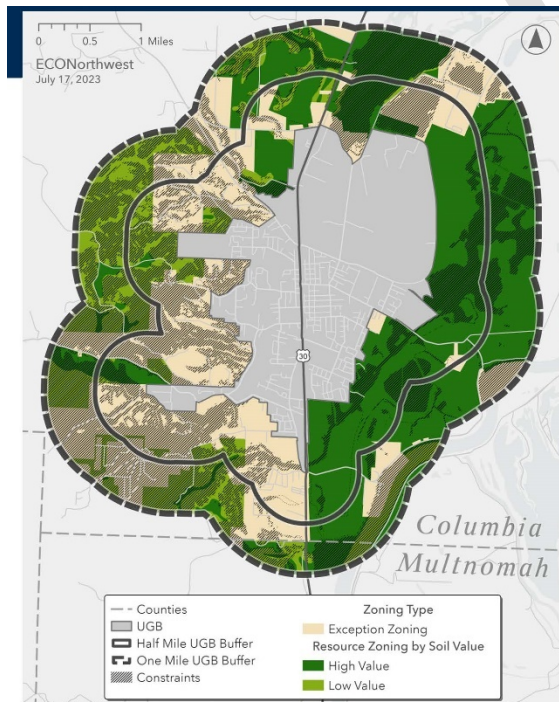 0 0.5 1 Miles
ECONorthwest
July 17, 2023
30
Columbia
Multnomah
Counties
UGB
Half Mile UGB Buffer
One Mile UGB Buffer
Constraints
Zoning Type
Exception Zoning
Resource Zoning by Soil Value
High Value
Low Value